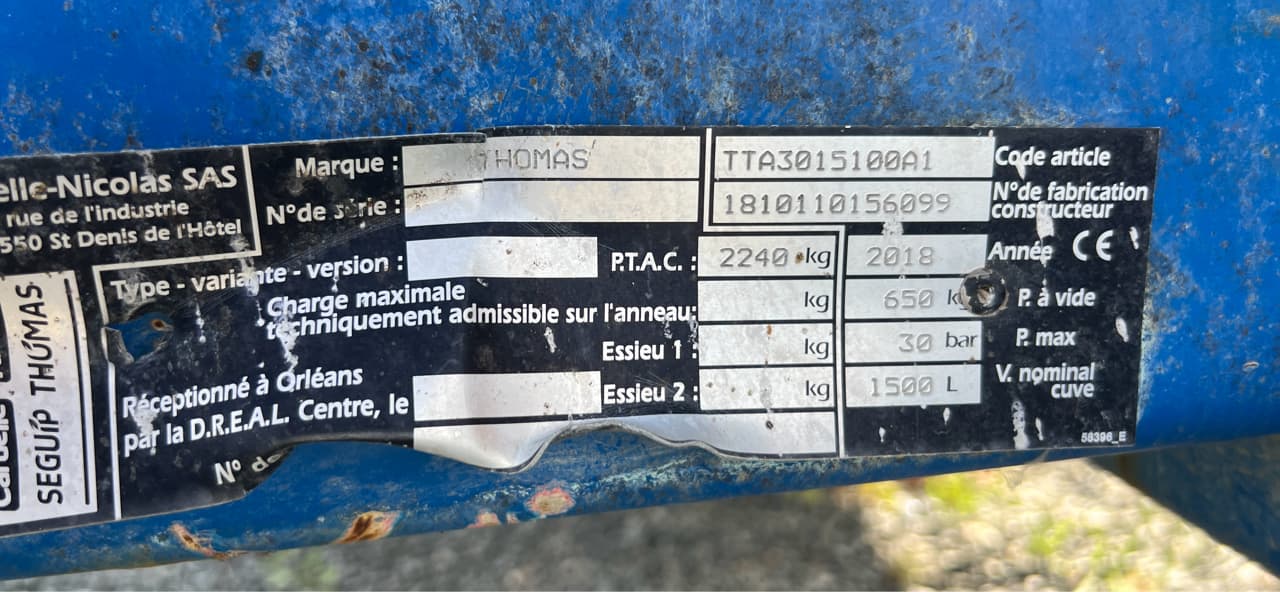 elle-Nicolas SAS
rue de l'industrie
550 St Denis de l'Hôtel
SEGUIP THOMAS
Marque : THOMAS
N° de série :
Type - variante - version :
P.T.A.C. : 2240 kg
Charge maximale
techniquement admissible sur l'anneau: kg
Essieu 1 : kg
Essieu 2 : kg
Réceptionné à Orléans
par la D.R.E.A.L. Centre, le
N° de
TTA3015100A1 Code article
1810110156099 N° de fabrication
constructeur
2018 Année CE
650 P. à vide
30 bar P. max
1500 L V. nominal
cuve
58396_E